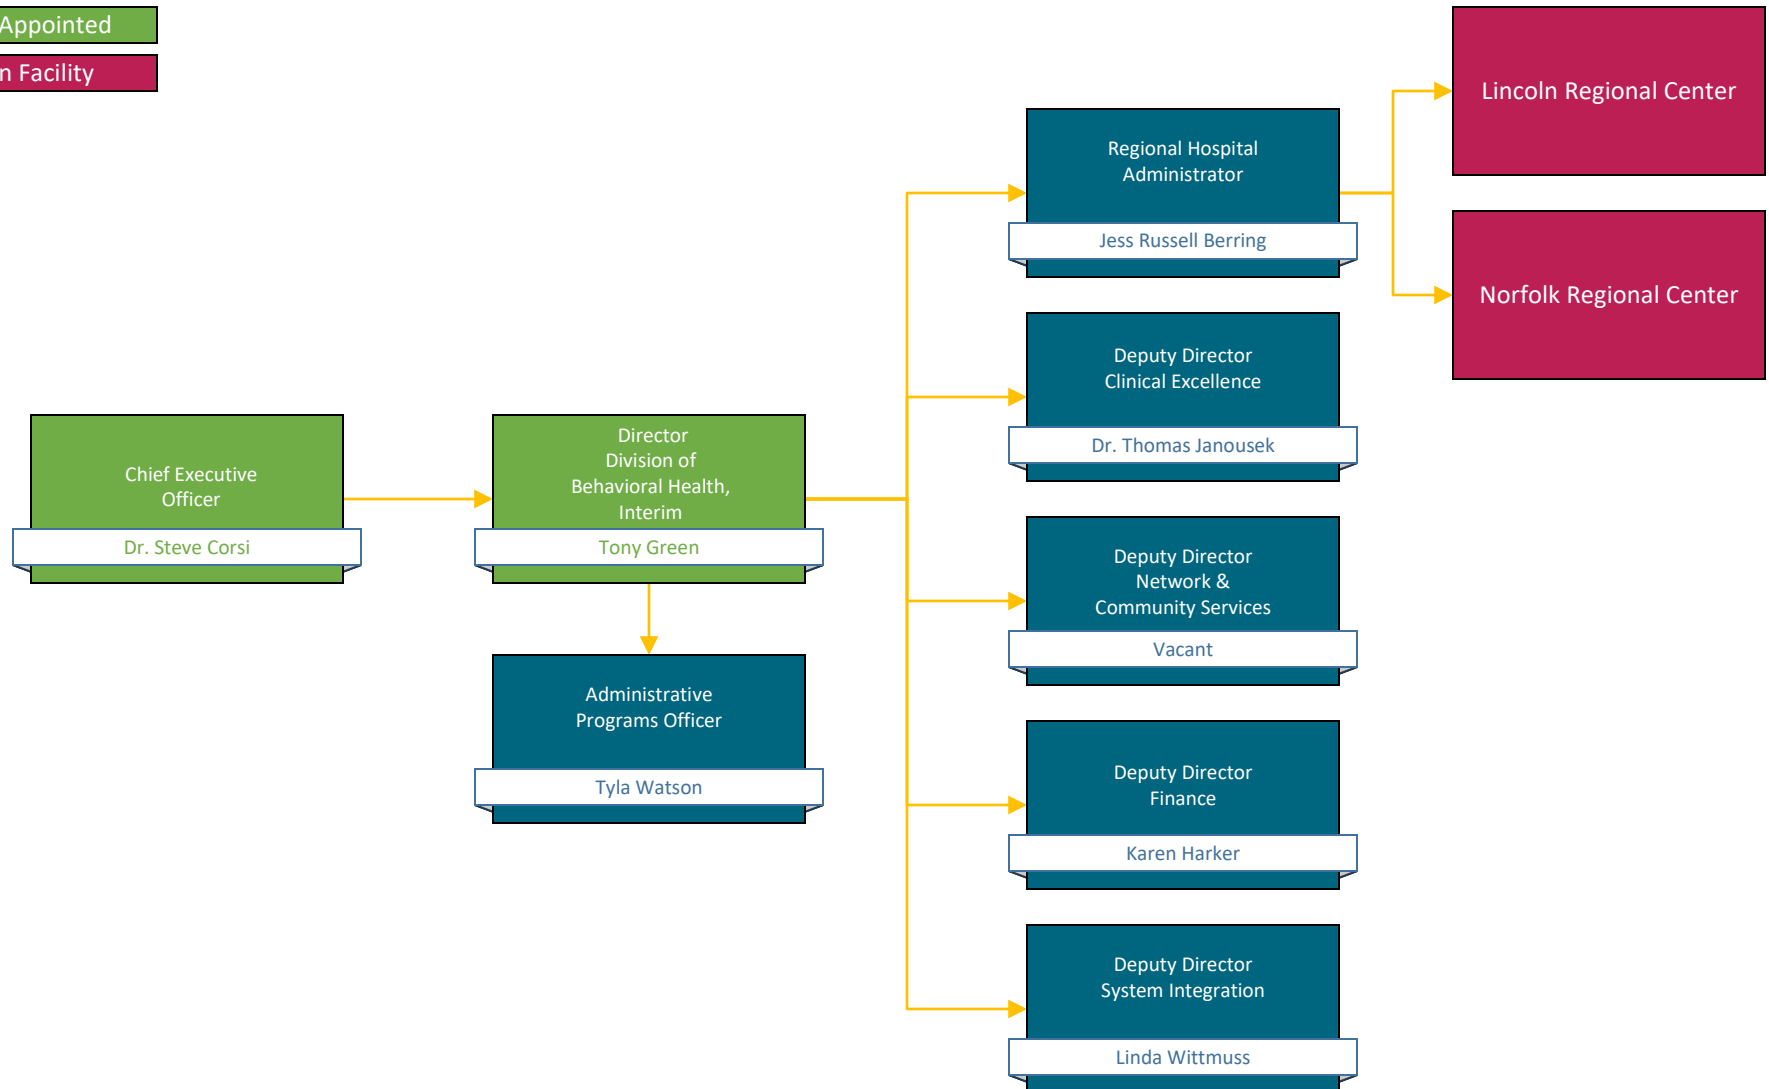 Appointed
n Facility
Lincoln Regional Center
Regional Hospital
Administrator
Jess Russell Berring
Norfolk Regional Center
Deputy Director
Clinical Excellence
Dr. Thomas Janousek
Chief Executive
Officer
Dr. Steve Corsi
Director
Division of
Behavioral Health,
Interim
Tony Green
Deputy Director
Network &
Community Services
Vacant
Administrative
Programs Officer
Tyla Watson
Deputy Director
Finance
Karen Harker
Deputy Director
System Integration
Linda Wittmuss